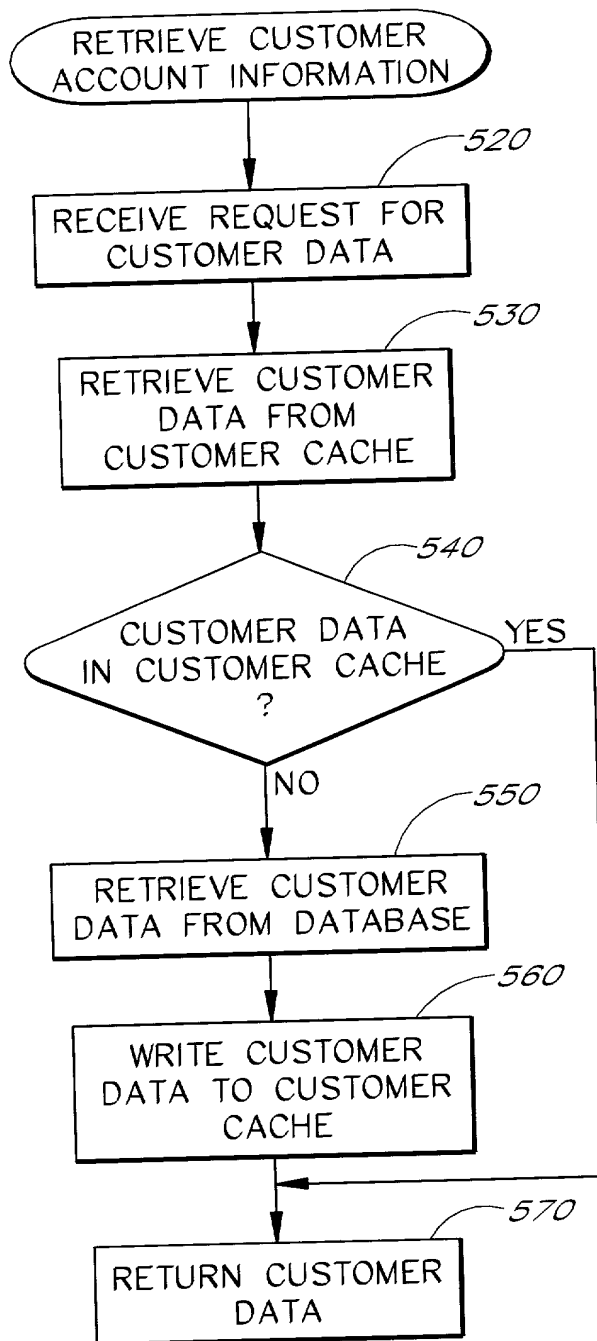 RETRIEVE CUSTOMER
ACCOUNT INFORMATION
520
RECEIVE REQUEST FOR
CUSTOMER DATA
530
RETRIEVE CUSTOMER
DATA FROM
CUSTOMER CACHE
540
CUSTOMER DATA
IN CUSTOMER CACHE
?
YES
NO
550
RETRIEVE CUSTOMER
DATA FROM DATABASE
560
WRITE CUSTOMER
DATA TO CUSTOMER
CACHE
570
RETURN CUSTOMER
DATA